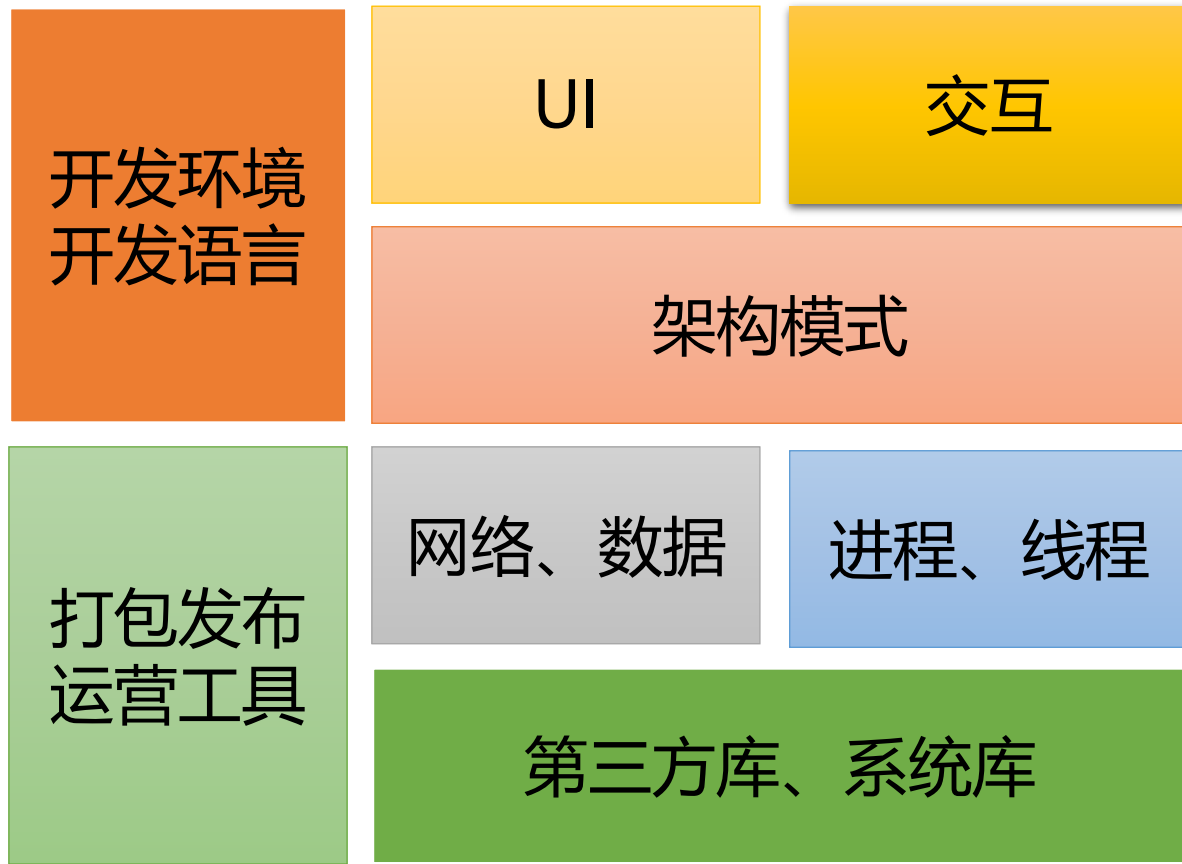 开发环境
开发语言
UI
交互
架构模式
打包发布
运营工具
网络、数据
进程、线程
第三方库、系统库